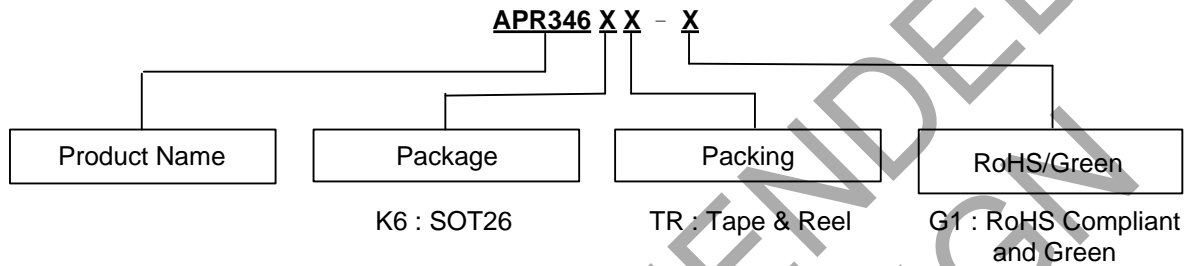 APR346 X X - X
Product Name
Package
Packing
RoHS/Green
K6 : SOT26
TR : Tape & Reel
G1 : RoHS Compliant
and Green